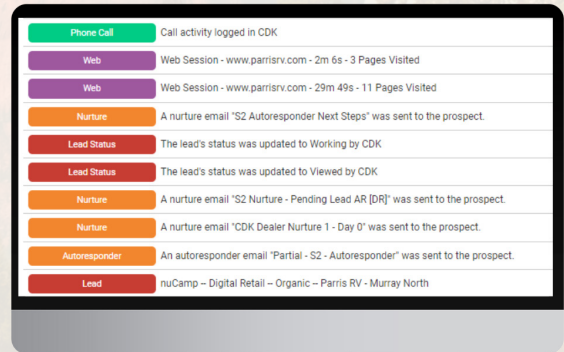 Phone Call Call activity logged in CDK
Web Web Session - www.parrisrv.com - 2m 6s - 3 Pages Visited
Web Web Session - www.parrisrv.com - 29m 49s - 11 Pages Visited
Nurture A nurture email "S2 Autoresponder Next Steps" was sent to the prospect.
Lead Status The lead's status was updated to Working by CDK
Lead Status The lead's status was updated to Viewed by CDK
Nurture A nurture email "S2 Nurture - Pending Lead AR [DR]" was sent to the prospect.
Nurture A nurture email "CDK Dealer Nurture 1 - Day 0" was sent to the prospect.
Autoresponder An autoresponder email "Partial - S2 - Autoresponder" was sent to the prospect.
Lead nuCamp – Digital Retail – Organic – Parris RV - Murray North